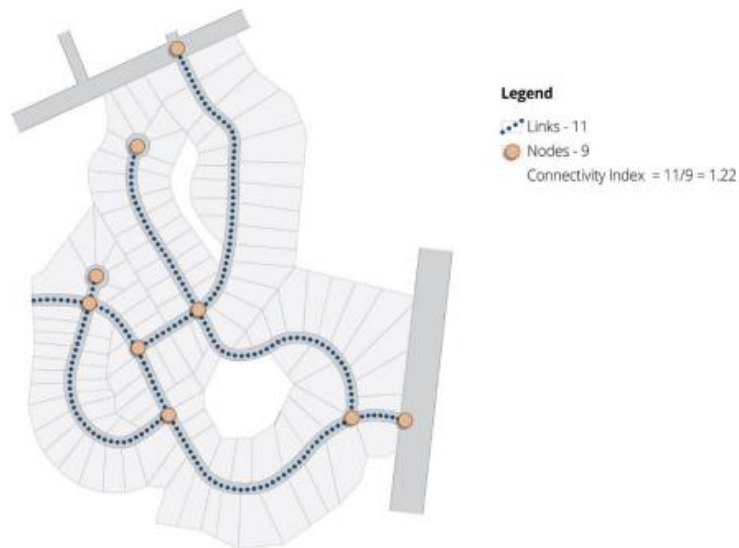 Legend
Links - 11
Nodes - 9
Connectivity Index = 11/9 = 1.22